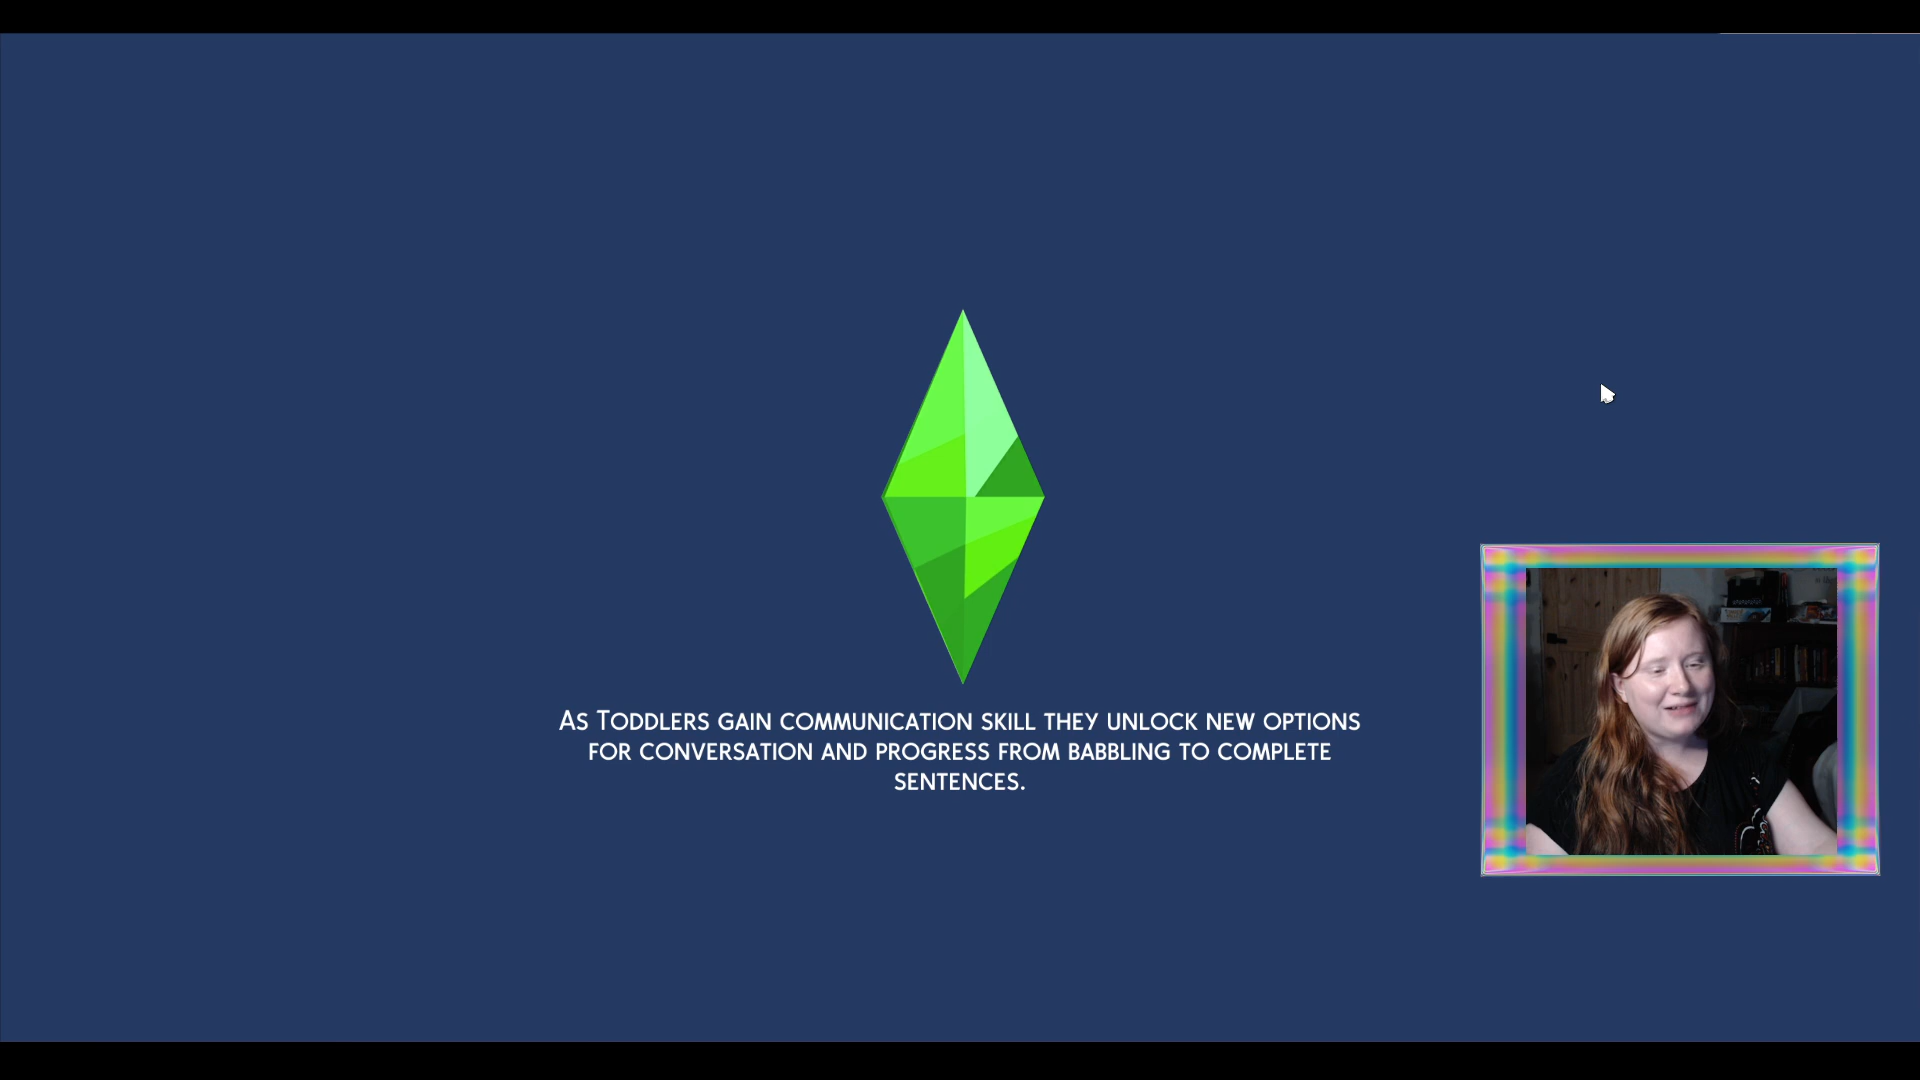 As Toddlers gain communication skill they unlock new options
for conversation and progress from babbling to complete
sentences.